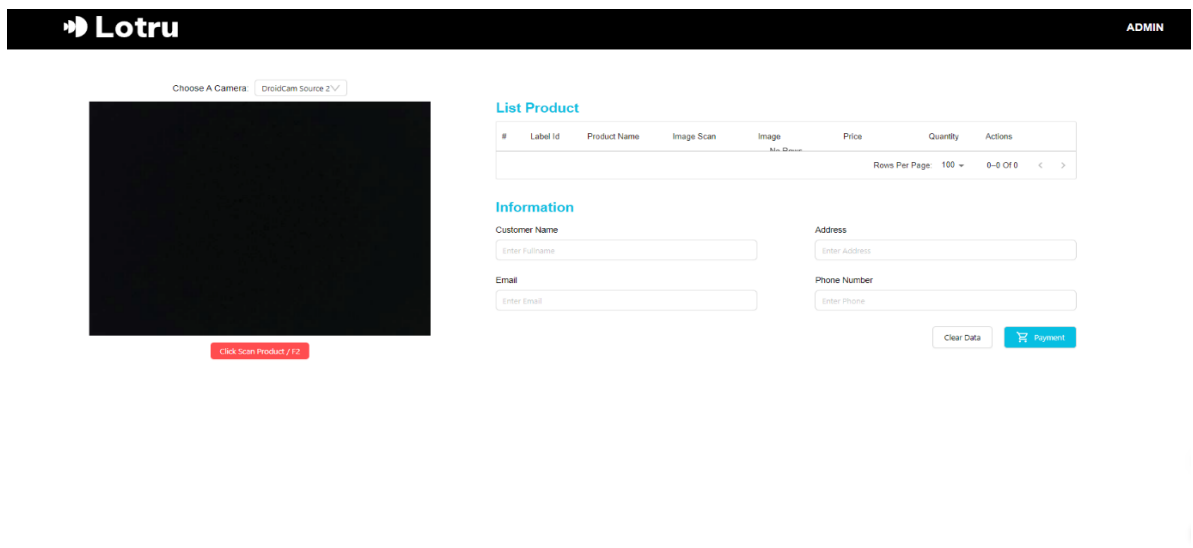 Lotru
ADMIN
Choose A Camera: DroidCam Source 2
List Product
# Label Id Product Name Image Scan Image Price Quantity Actions
No Rows
Rows Per Page: 100 0–0 Of 0
Information
Customer Name Address
Enter Fullname Enter Address
Email Phone Number
Enter Email Enter Phone
Clear Data Payment
Click Scan Product / F2